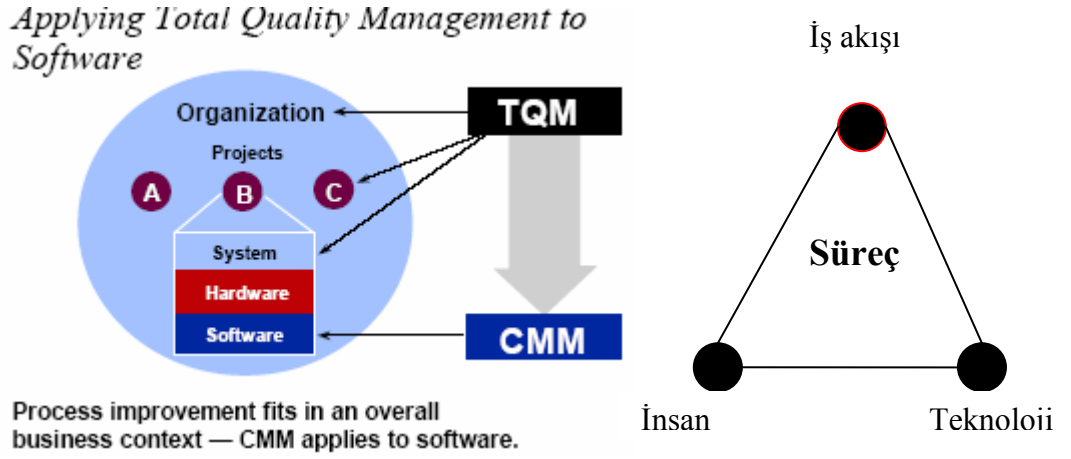 Applying Total Quality Management to
Software
Organization
TQM
Projects
A
B
C
System
Hardware
Software
CMM
Process improvement fits in an overall
business context — CMM applies to software.
İş akışı
Süreç
İnsan
Teknoloji